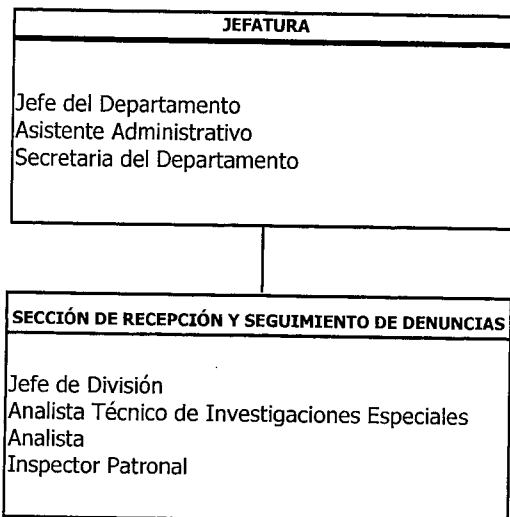 JEFATURA
Jefe del Departamento
Asistente Administrativo
Secretaria del Departamento
SECCIÓN DE RECEPCIÓN Y SEGUIMIENTO DE DENUNCIAS
Jefe de División
Analista Técnico de Investigaciones Especiales
Analista
Inspector Patronal